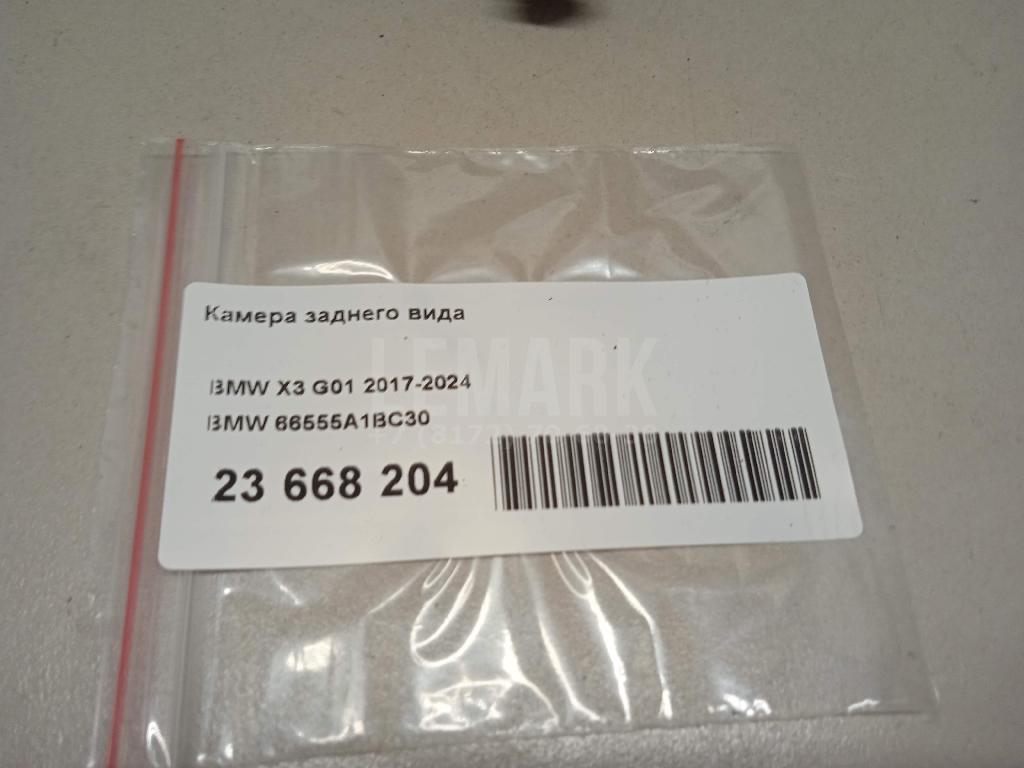 Камера заднего вида
BMW X3 G01 2017-2024
BMW 66555A1BC30
LEMARK
23 668 204